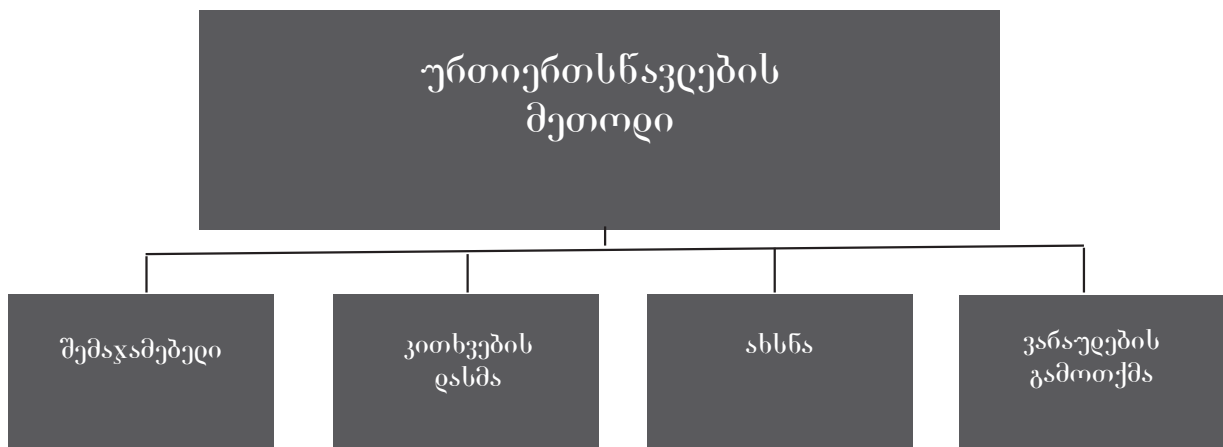 ურთიერთსწავლების
მეთოდი
შემაჯამებელი
კითხვების
დასმა
ახსნა
ვარაუდების
გამოთქმა